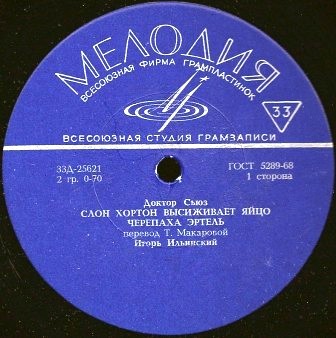 МЕЛОДИЯ
ВСЕСОЮЗНАЯ ФИРМА ГРАМПЛАСТИНОК
33
ВСЕСОЮЗНАЯ СТУДИЯ ГРАМЗАПИСИ
33Д-25621 ГОСТ 5289-68
2 гр. 0-70 1 сторона
Доктор Сьюз
СЛОН ХОРТОН ВЫСИЖИВАЕТ ЯЙЦО
ЧЕРЕПАХА ЭРТЕЛЬ
перевод Т. Макаровой
Игорь Ильинский